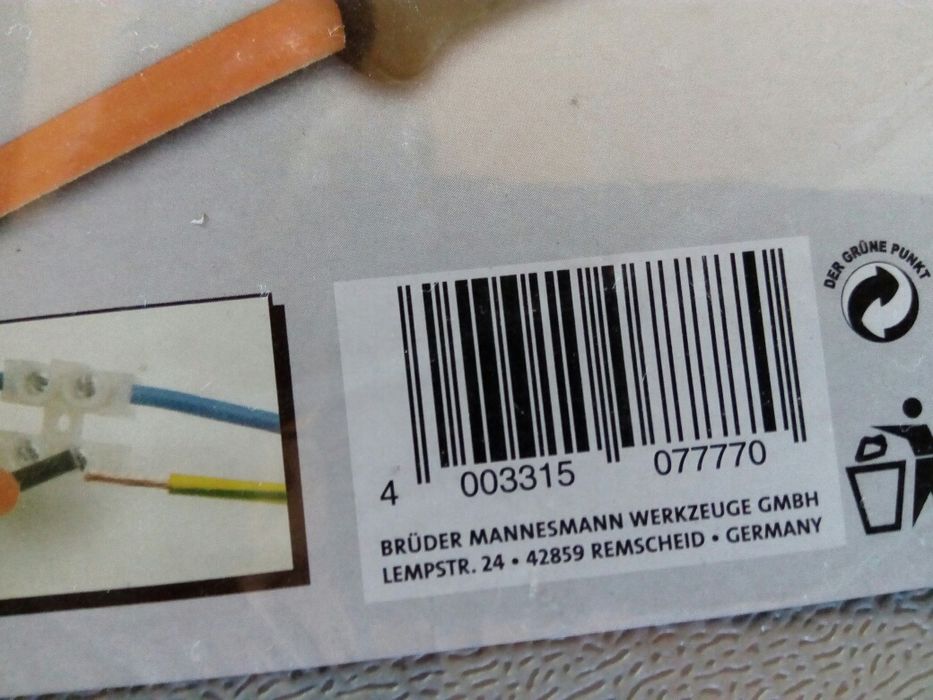 DER GRÜNE PUNKT
4 003315 077770
BRÜDER MANNESMANN WERKZEUGE GMBH
LEMPSTR. 24 • 42859 REMSCHEID • GERMANY